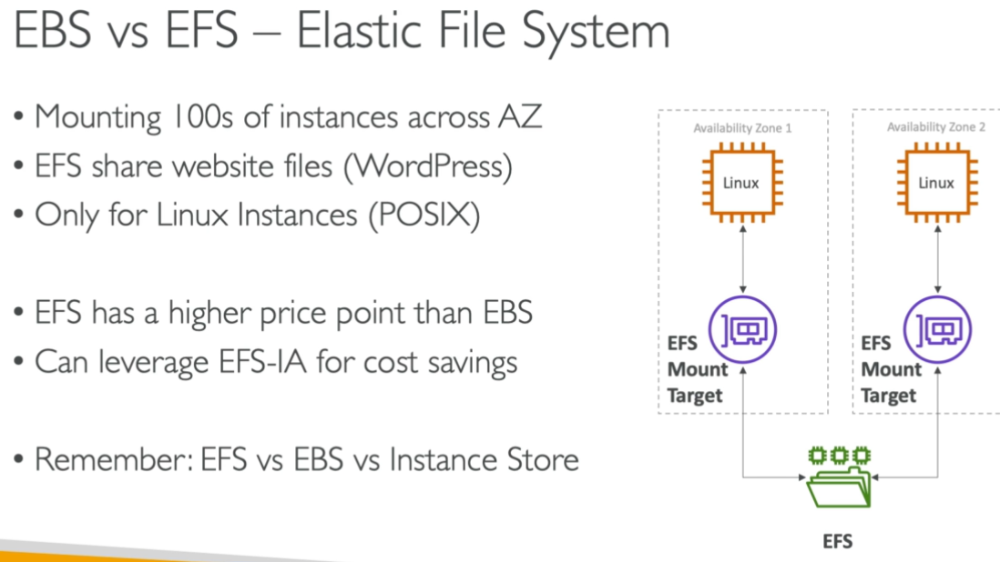 EBS vs EFS – Elastic File System
• Mounting 100s of instances across AZ
• EFS share website files (WordPress)
• Only for Linux Instances (POSIX)
• EFS has a higher price point than EBS
• Can leverage EFS-IA for cost savings
• Remember: EFS vs EBS vs Instance Store
Availability Zone 1
Linux
EFS
Mount
Target
Availability Zone 2
Linux
EFS
Mount
Target
EFS